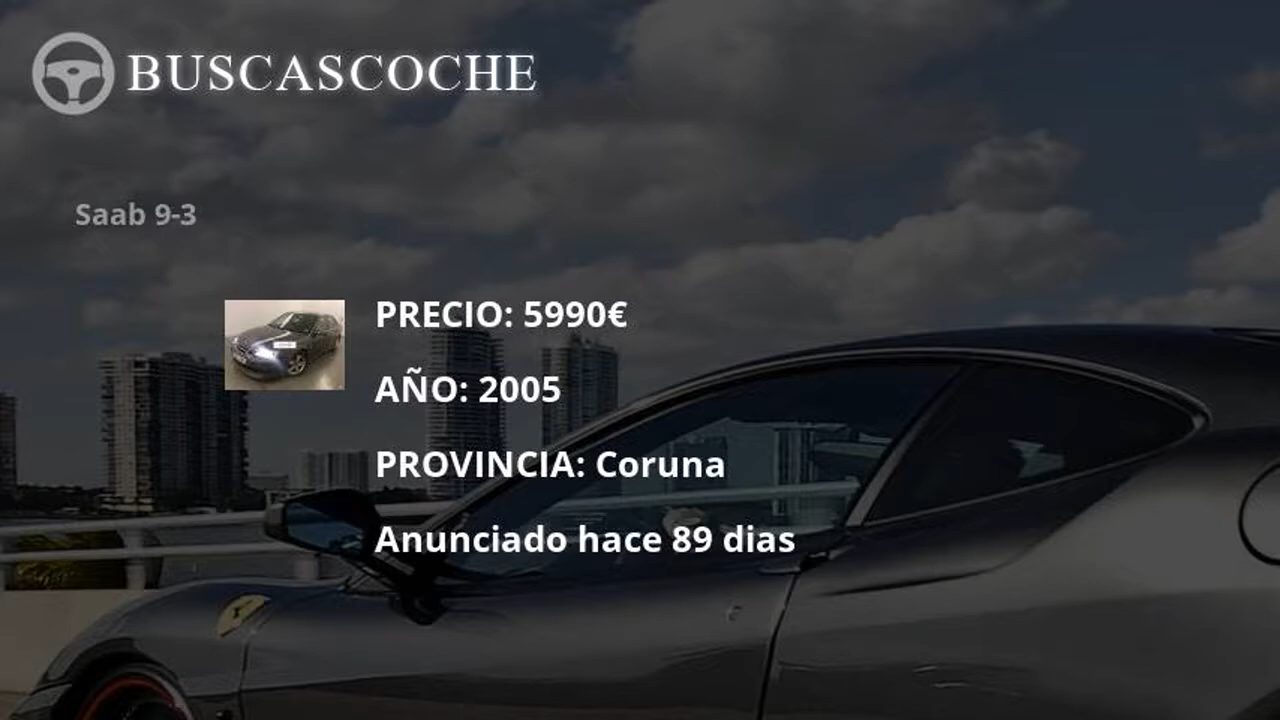 BUSCASCOCHE
Saab 9-3
PRECIO: 5990€
AÑO: 2005
PROVINCIA: Coruna
Anunciado hace 89 dias